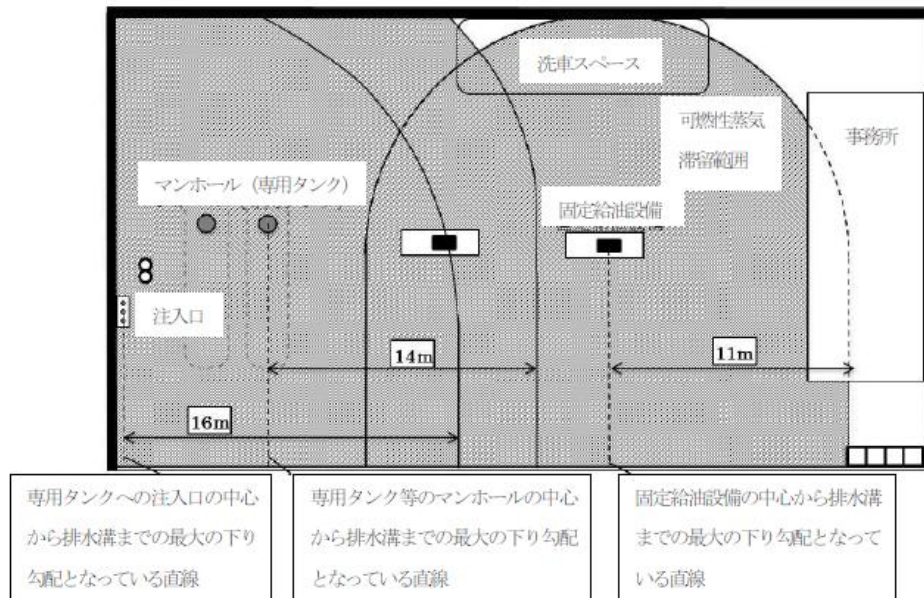 洗車スペース
可燃性蒸気
滞留範囲
事務所
マンホール（専用タンク）
固定給油設備
注入口
14m
11m
16m
専用タンクへの注入口の中心
から排水溝までの最大の下り
勾配となっている直線
専用タンク等のマンホールの中心
から排水溝までの最大の下り勾配
となっている直線
固定給油設備の中心から排水溝
までの最大の下り勾配となって
いる直線